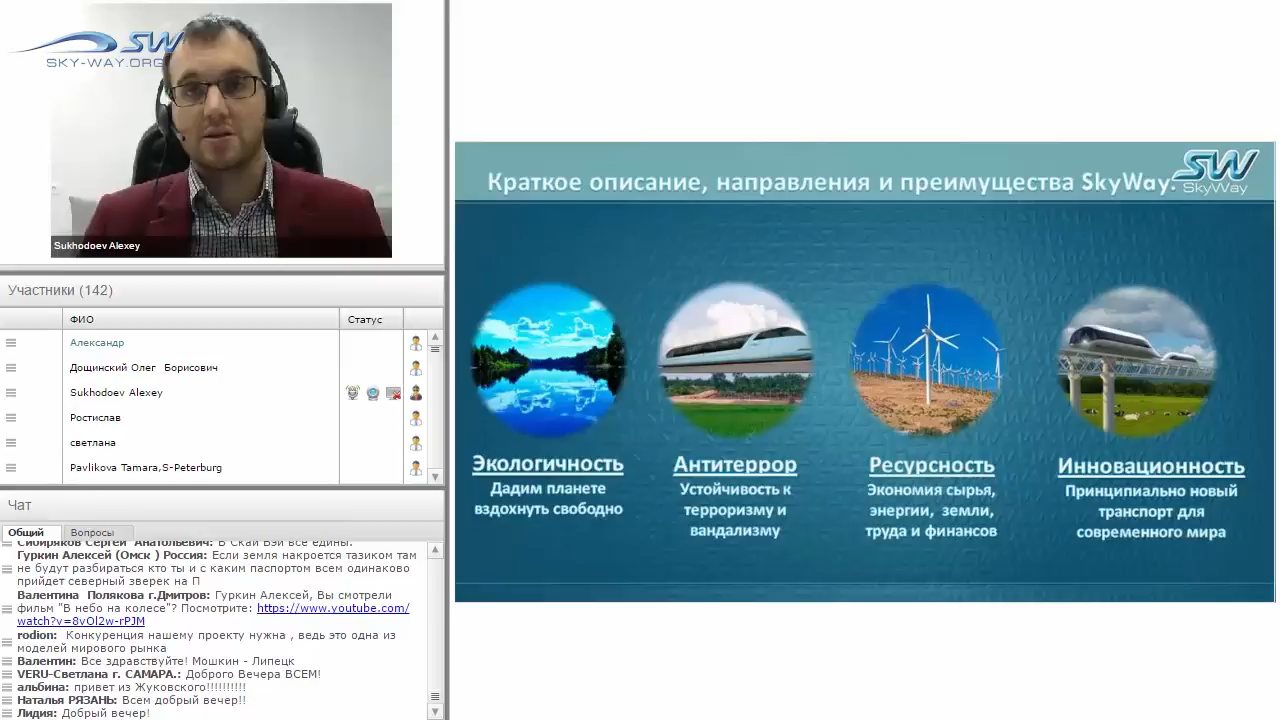 SW
SKY-WAY.ORG
Sukhodoev Alexey
Участники (142)
ФИО
Статус
Александр
Дощинский Олег Борисович
Sukhodoev Alexey
Ростислав
светлана
Pavlikova Tamara,S-Peterburg
Чат
Общий
Вопросы
Сибиряков Сергей Анатольевич: В Скай Вэй все едины.
Гуркин Алексей (Омск ) Россия: Если земля накроется тазиком там
не будут разбираться кто ты и с каким паспортом всем одинаково
прийдет северный зверек на П
Валентина Полякова г.Дмитров: Гуркин Алексей, Вы смотрели
фильм "В небо на колесе"? Посмотрите: https://www.youtube.com/
watch?v=8vOl2w-rPJM
rodion: Конкуренция нашему проекту нужна , ведь это одна из
моделей мирового рынка
Валентин: Все здравствуйте! Мошкин - Липецк
VERU-Светлана г. САМАРА.: Доброго Вечера ВСЕМ!
альбина: привет из Жуковского!!!!!!!!!!
Наталья РЯЗАНЬ: Всем добрый вечер!!
Лидия: Добрый вечер!
Краткое описание, направления и преимущества SkyWay:
SW
SkyWay
Экологичность
Дадим планете
вздохнуть свободно
Антитеррор
Устойчивость к
терроризму и
вандализму
Ресурсность
Экономия сырья,
энергии, земли,
труда и финансов
Инновационность
Принципиально новый
транспорт для
современного мира